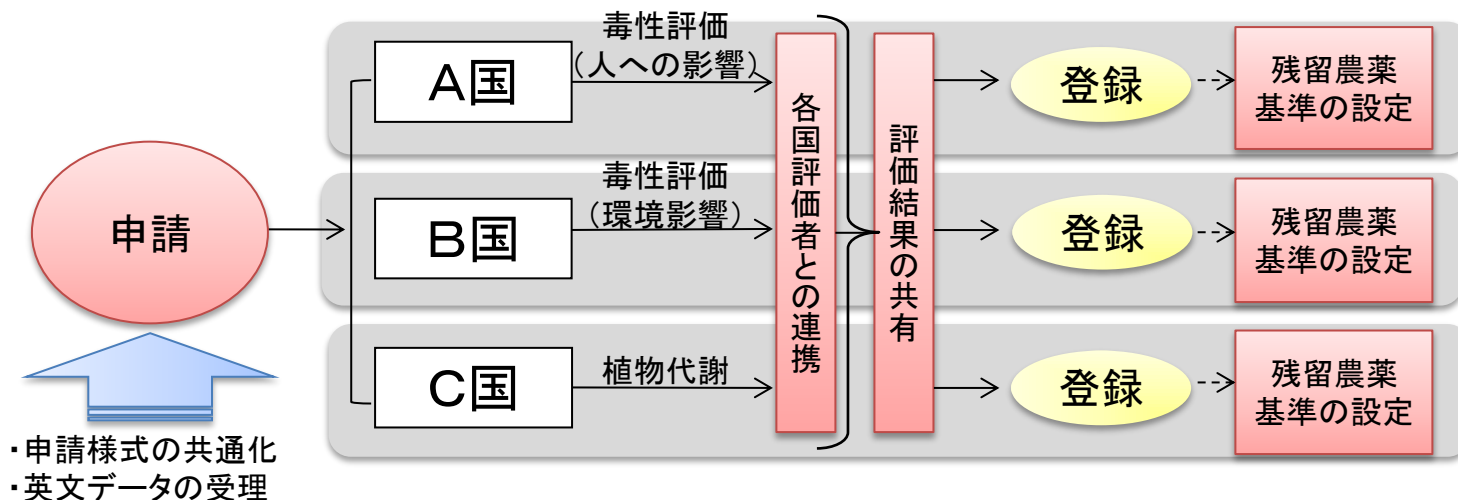 申請
・申請様式の共通化
・英文データの受理
A国
毒性評価
(人への影響)
B国
毒性評価
(環境影響)
C国
植物代謝
各国評価者との連携
評価結果の共有
登録
残留農薬
基準の設定
登録
残留農薬
基準の設定
登録
残留農薬
基準の設定